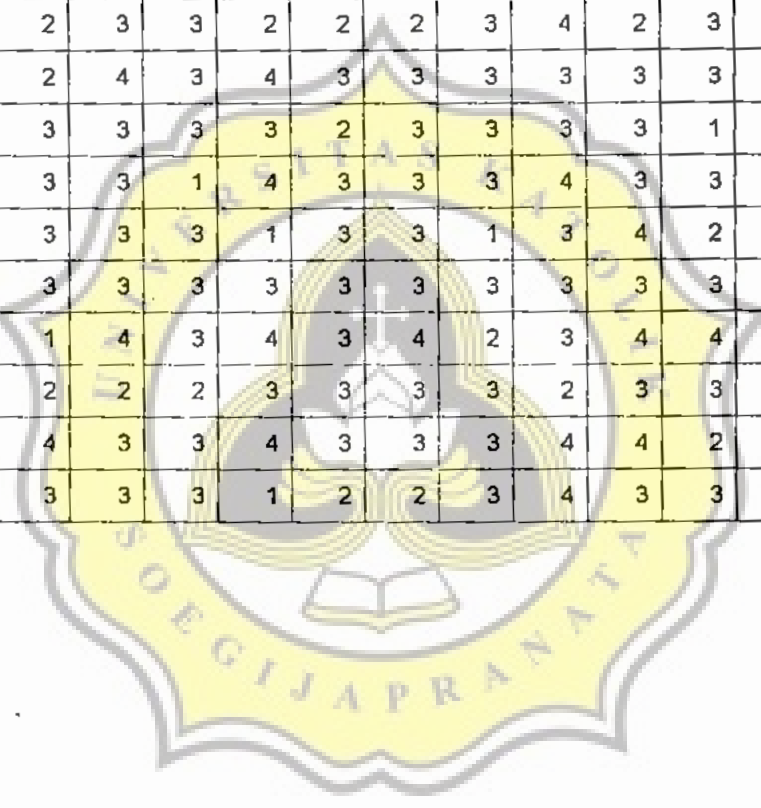 2 3 3 2 2 2 3 4 2 3
2 4 3 4 3 3 3 3 3 3
3 3 3 3 2 3 3 3 3 1
3 3 1 4 3 3 3 4 3 3
3 3 3 1 3 3 1 3 4 2
3 3 3 3 3 3 3 3 3 3
1 4 3 4 3 4 2 3 4 4
2 2 2 3 3 3 3 2 3 3
4 3 3 4 3 3 3 4 4 2
3 3 3 1 2 2 3 4 3 3
UNIVERSITAS KATOLIK
SOEGIJAPRANATA